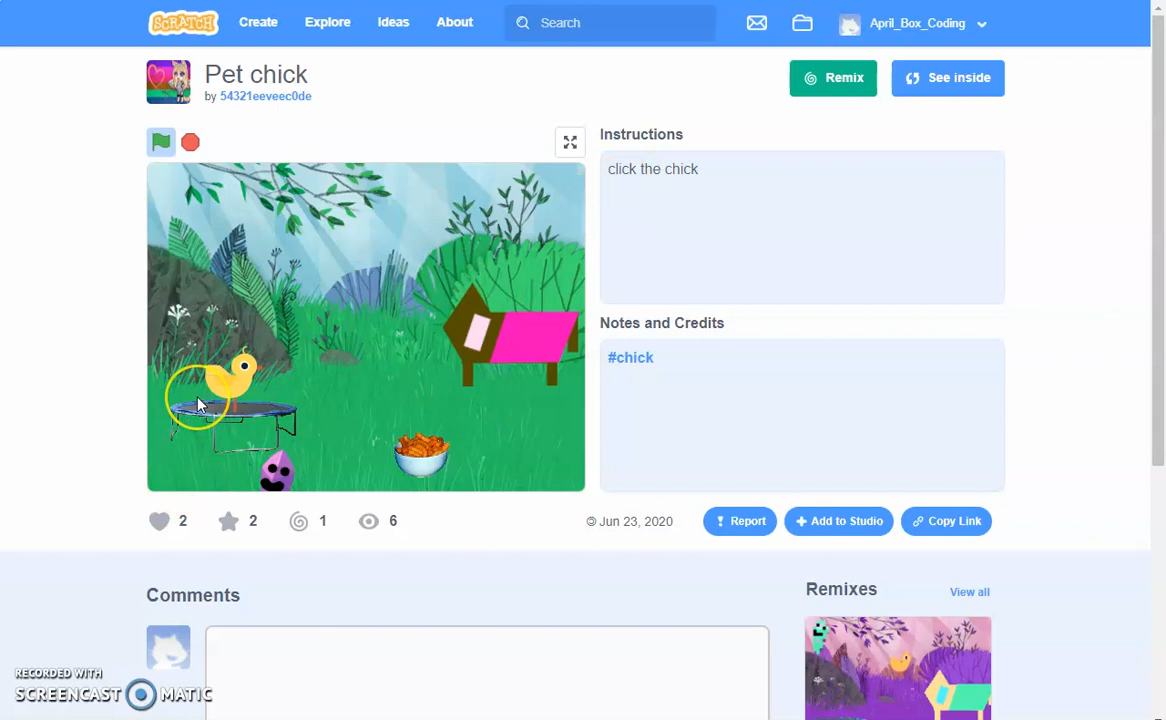 SCRATCH Create Explore Ideas About Search April_Box_Coding
Pet chick
by 54321eeveec0de
Remix See inside
Instructions
click the chick
Notes and Credits
#chick
2 2 1 6
© Jun 23, 2020 Report Add to Studio Copy Link
Comments
Remixes View all
RECORDED WITH
SCREENCAST MATIC